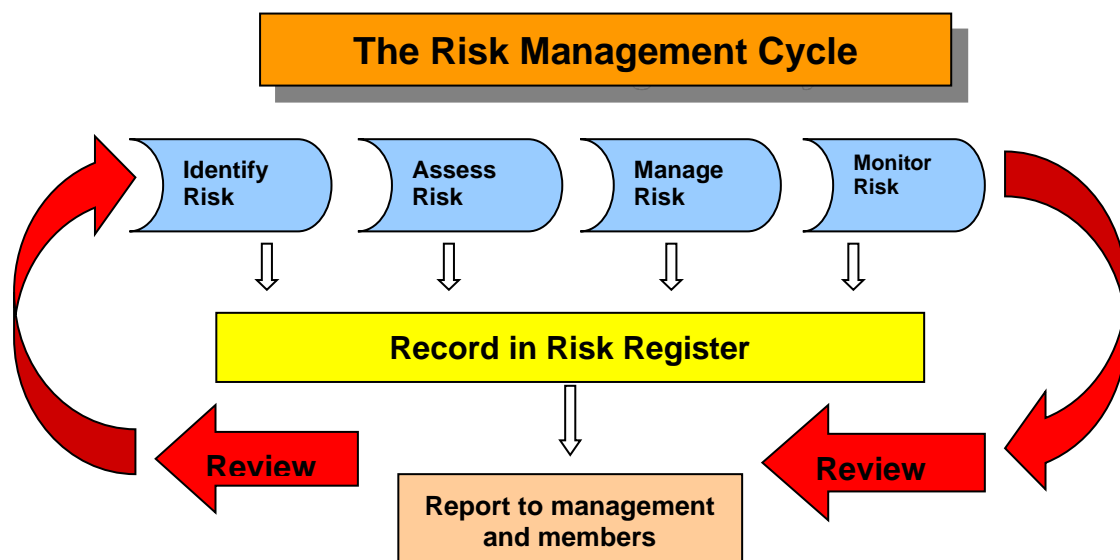 The Risk Management Cycle
Identify
Risk
Assess
Risk
Manage
Risk
Monitor
Risk
Record in Risk Register
Review
Review
Report to management
and members